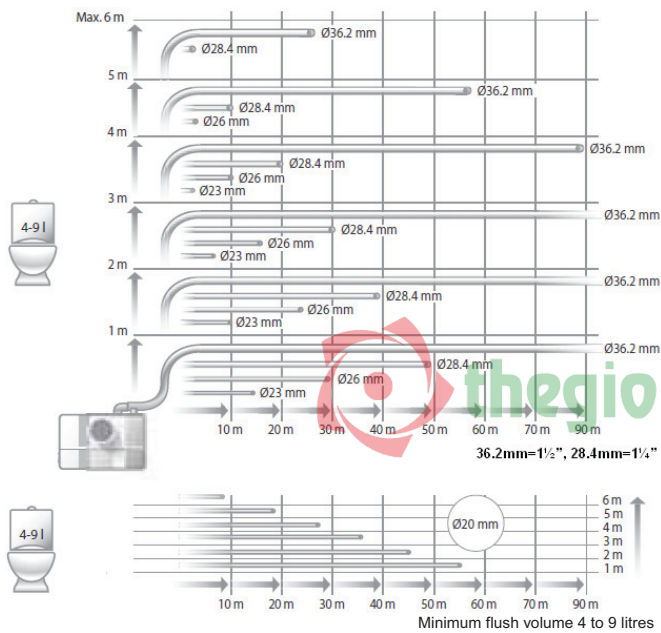 Max. 6 m
Ø36.2 mm
Ø28.4 mm
5 m
Ø36.2 mm
Ø28.4 mm
Ø26 mm
4 m
Ø36.2 mm
Ø28.4 mm
Ø26 mm
Ø23 mm
3 m
4-9 l
Ø36.2 mm
Ø28.4 mm
Ø26 mm
Ø23 mm
2 m
Ø36.2 mm
Ø28.4 mm
Ø26 mm
Ø23 mm
1 m
Ø36.2 mm
Ø28.4 mm
Ø26 mm
Ø23 mm
thegio
10 m 20 m 30 m 40 m 50 m 60 m 70 m 80 m 90 m
36.2mm=1½”, 28.4mm=1¼”
4-9 l
Ø20 mm
6 m
5 m
4 m
3 m
2 m
1 m
10 m 20 m 30 m 40 m 50 m 60 m 70 m 80 m 90 m
Minimum flush volume 4 to 9 litres